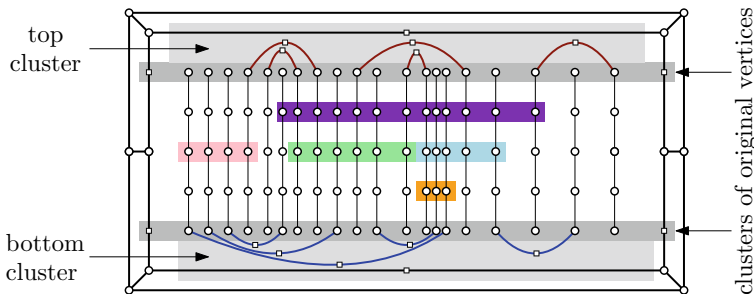 top
cluster
bottom
cluster
clusters of original vertices